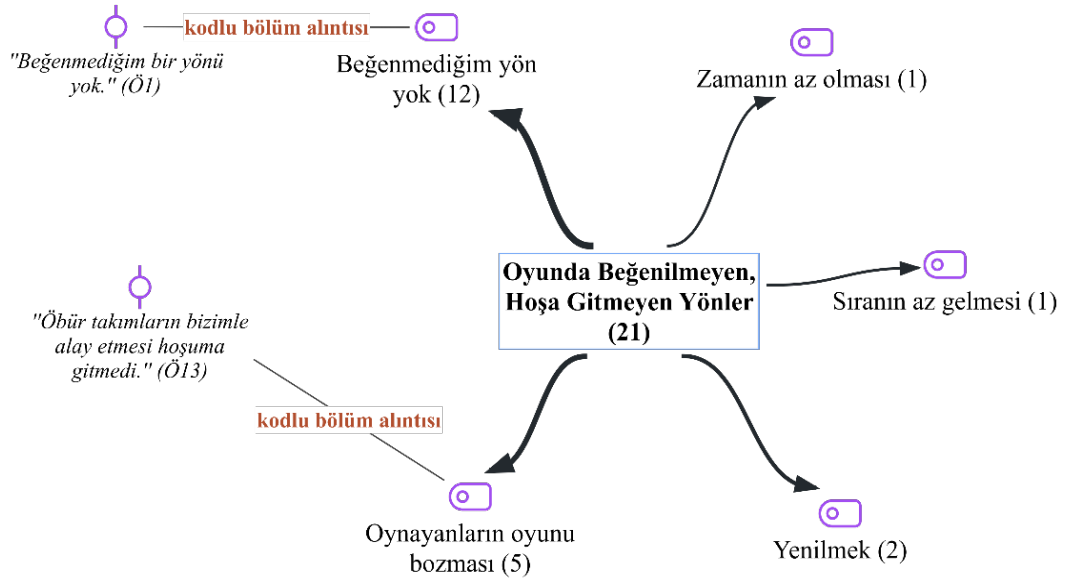 kodlu bölüm alıntısı
"Beğenmediğim bir yönü
yok." (Ö1)
Beğenmediğim yön
yok (12)
Zamanın az olması (1)
Oyunda Beğenilmeyen,
Hoşa Gitmeyen Yönler
(21)
Sıranın az gelmesi (1)
"Öbür takımların bizimle
alay etmesi hoşuma
gitmedi." (Ö13)
kodlu bölüm alıntısı
Oynayanların oyunu
bozması (5)
Yenilmek (2)